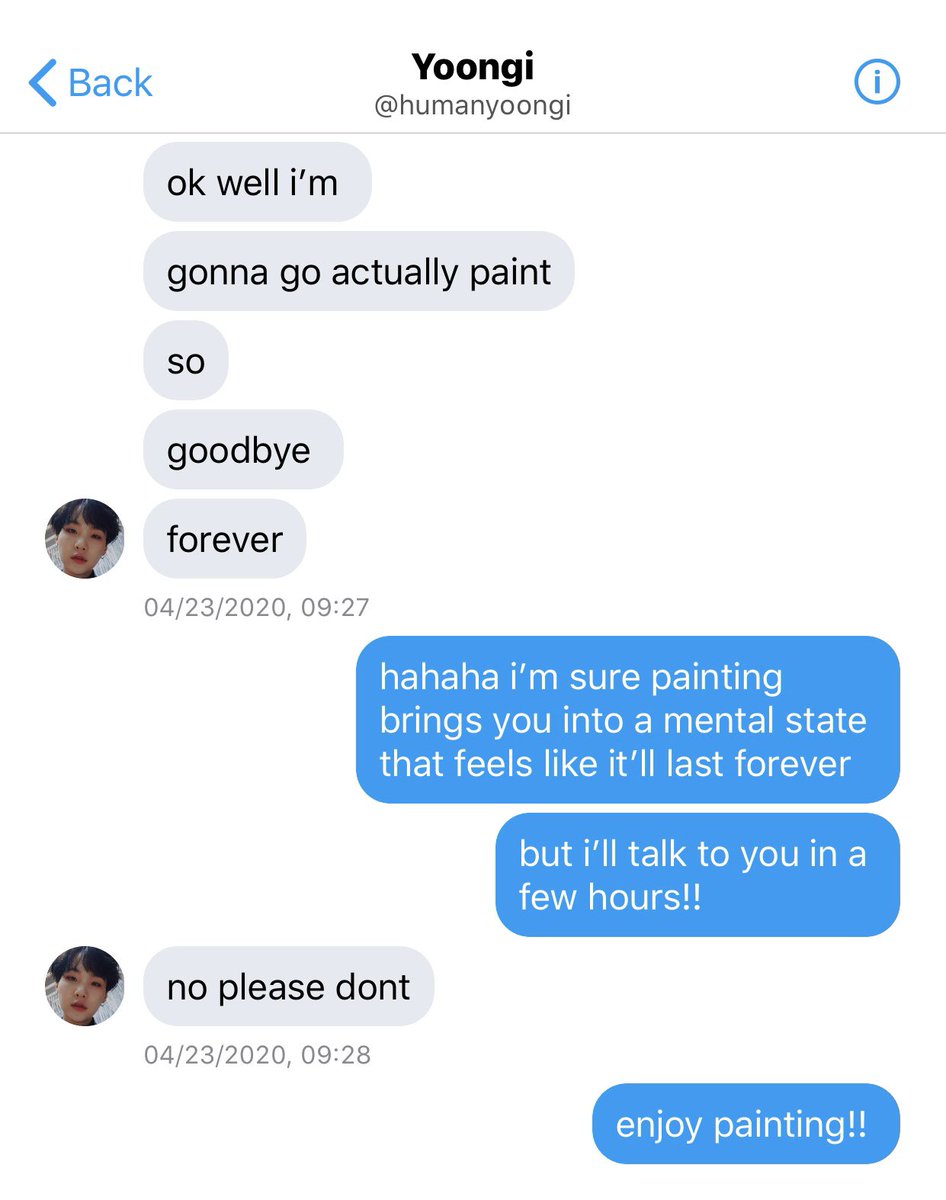 Back
Yoongi
@humanyoongi
i
ok well i’m
gonna go actually paint
so
goodbye
forever
04/23/2020, 09:27
hahaha i’m sure painting
brings you into a mental state
that feels like it’ll last forever
but i’ll talk to you in a
few hours!!
no please dont
04/23/2020, 09:28
enjoy painting!!